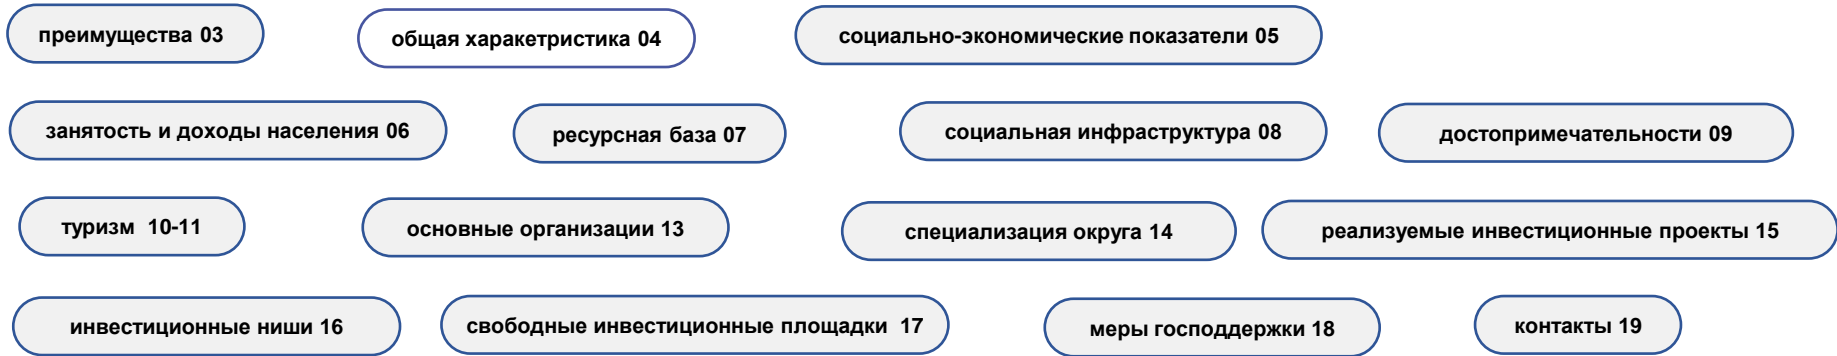 преимущества 03
общая харакетристика 04
социально-экономические показатели 05
занятость и доходы населения 06
ресурсная база 07
социальная инфраструктура 08
достопримечательности 09
туризм 10-11
основные организации 13
специализация округа 14
реализуемые инвестиционные проекты 15
инвестиционные ниши 16
свободные инвестиционные площадки 17
меры господдержки 18
контакты 19